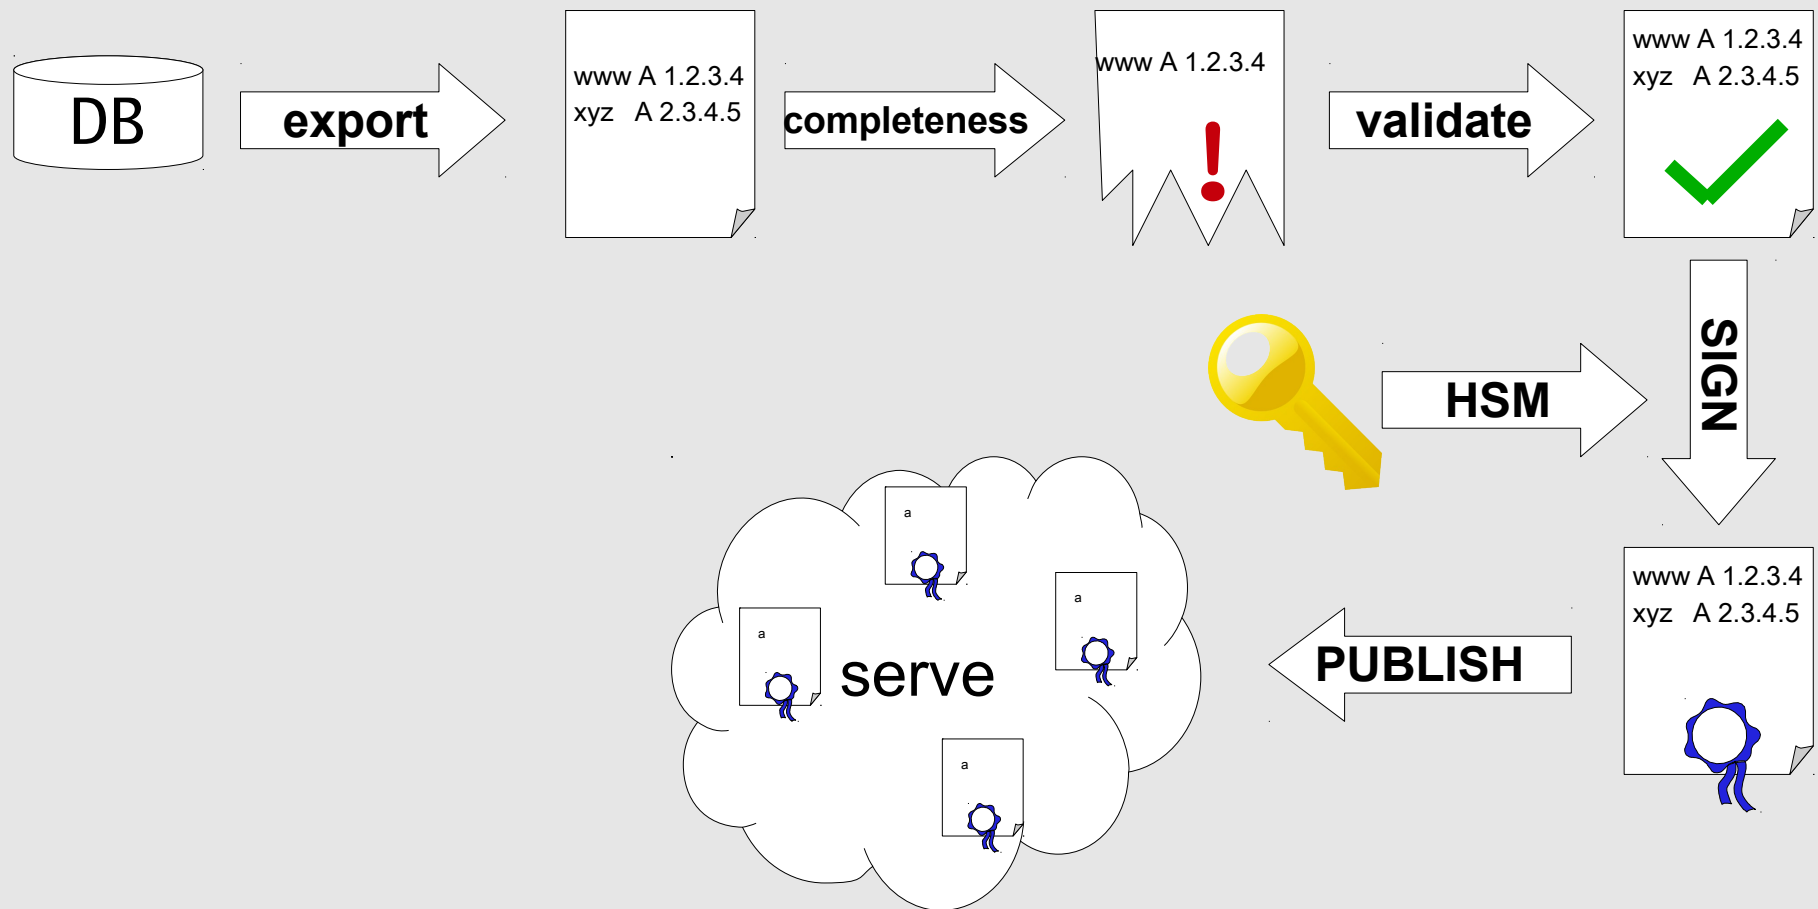 DB
export
www A 1.2.3.4
xyz A 2.3.4.5
completeness
www A 1.2.3.4
!
validate
www A 1.2.3.4
xyz A 2.3.4.5
SIGN
HSM
www A 1.2.3.4
xyz A 2.3.4.5
PUBLISH
serve
a
a
a
a